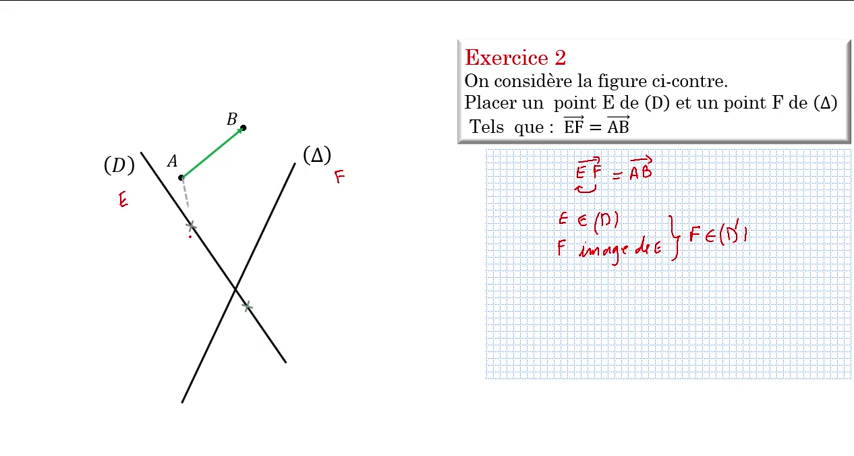 Exercice 2
On considère la figure ci-contre.
Placer un point E de (D) et un point F de (Δ)
Tels que : EF = AB
EF = AB
E ∈ (D)
F image de E } F ∈ (D')
B
A
(D)
(Δ)
E
F